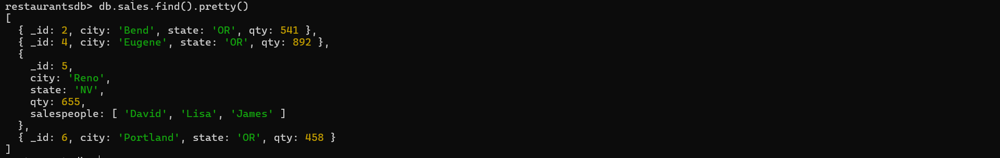 restaurantsdb> db.sales.find().pretty()
[
  { _id: 2, city: 'Bend', state: 'OR', qty: 541 },
  { _id: 4, city: 'Eugene', state: 'OR', qty: 892 },
  {
    _id: 5,
    city: 'Reno',
    state: 'NV',
    qty: 655,
    salespeople: [ 'David', 'Lisa', 'James' ]
  },
  { _id: 6, city: 'Portland', state: 'OR', qty: 458 }
]